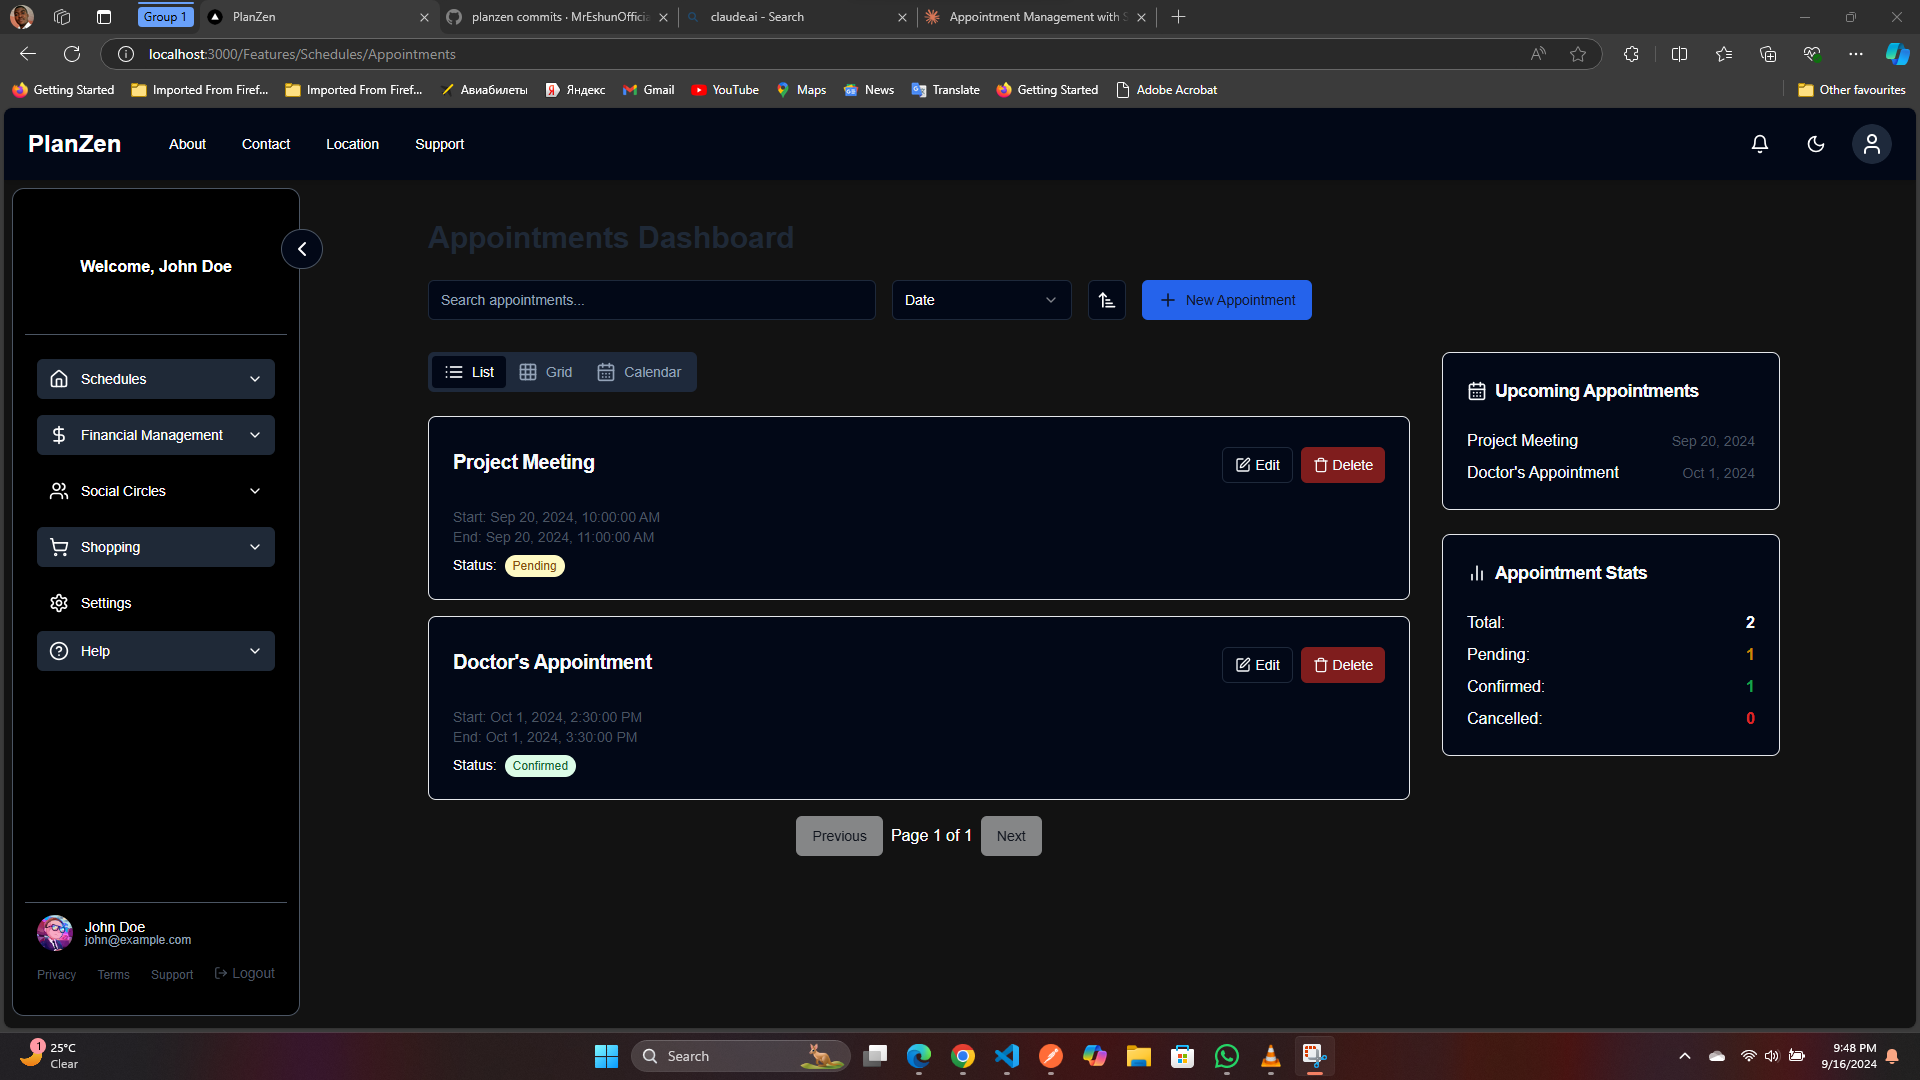 Group 1
PlanZen
planzen commits · MrEshunOfficia
claude.ai - Search
Appointment Management with S
localhost:3000/Features/Schedules/Appointments
Getting Started
Imported From Firef...
Imported From Firef...
Авиабилеты
Яндекс
Gmail
YouTube
Maps
News
Translate
Getting Started
Adobe Acrobat
Other favourites
PlanZen
About
Contact
Location
Support
Welcome, John Doe
Schedules
Financial Management
Social Circles
Shopping
Settings
Help
John Doe
john@example.com
Privacy
Terms
Support
Logout
Appointments Dashboard
Search appointments...
Date
New Appointment
List
Grid
Calendar
Project Meeting
Edit
Delete
Start: Sep 20, 2024, 10:00:00 AM
End: Sep 20, 2024, 11:00:00 AM
Status: Pending
Doctor's Appointment
Edit
Delete
Start: Oct 1, 2024, 2:30:00 PM
End: Oct 1, 2024, 3:30:00 PM
Status: Confirmed
Previous
Page 1 of 1
Next
Upcoming Appointments
Project Meeting Sep 20, 2024
Doctor's Appointment Oct 1, 2024
Appointment Stats
Total: 2
Pending: 1
Confirmed: 1
Cancelled: 0
1
25°C
Clear
Search
9:48 PM
9/16/2024